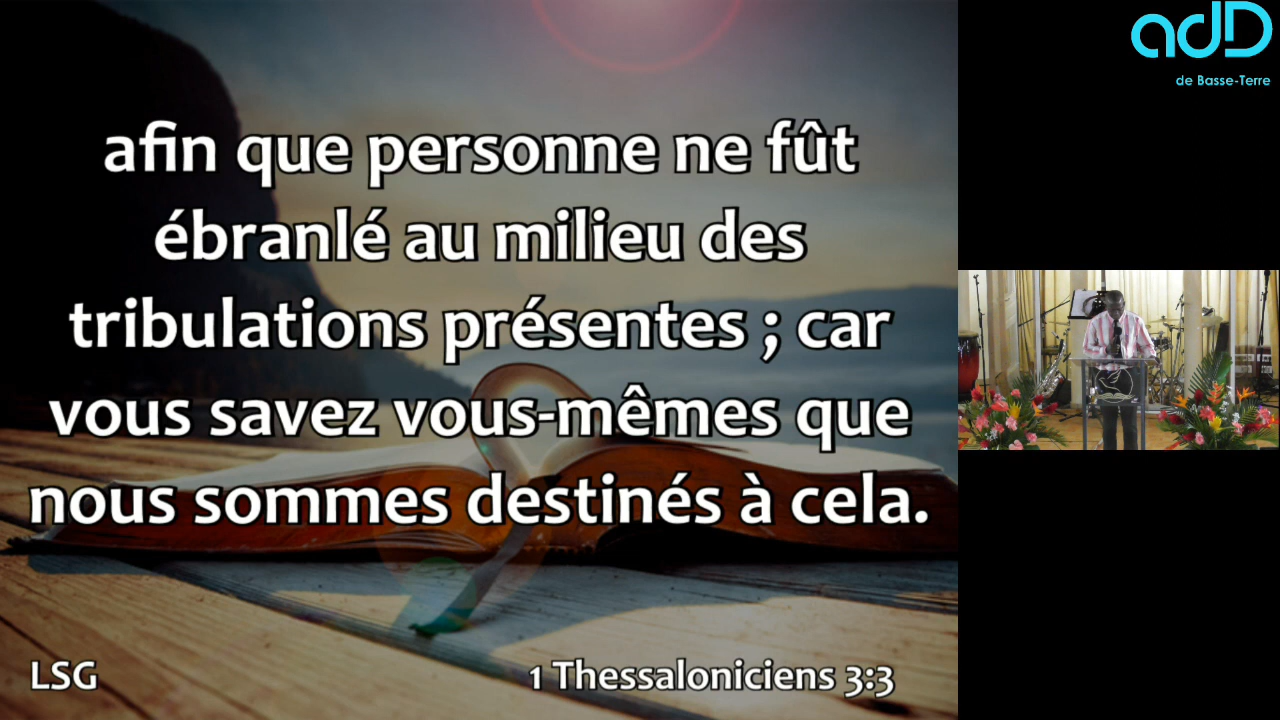 afin que personne ne fût
ébranlé au milieu des
tribulations présentes ; car
vous savez vous-mêmes que
nous sommes destinés à cela.
LSG
1 Thessaloniciens 3:3
adD
de Basse-Terre